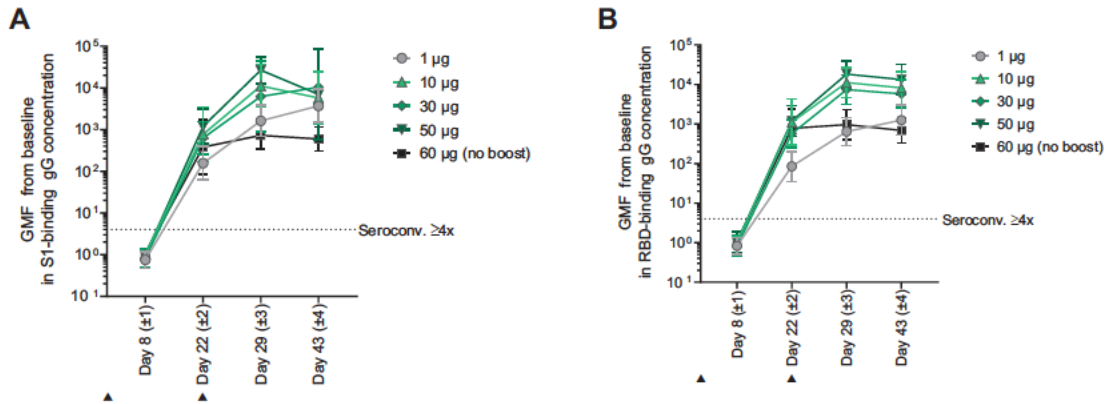 A
GMF from baseline
in S1-binding gG concentration
10⁵
10⁴
10³
10²
10¹
10⁰
10¹
Seroconv. ≥4x
Day 8 (±1)
Day 22 (±2)
Day 29 (±3)
Day 43 (±4)
1 µg
10 µg
30 µg
50 µg
60 µg (no boost)
B
GMF from baseline
in RBD-binding gG concentration
10⁵
10⁴
10³
10²
10¹
10⁰
10¹
Seroconv. ≥4x
Day 8 (±1)
Day 22 (±2)
Day 29 (±3)
Day 43 (±4)
1 µg
10 µg
30 µg
50 µg
60 µg (no boost)